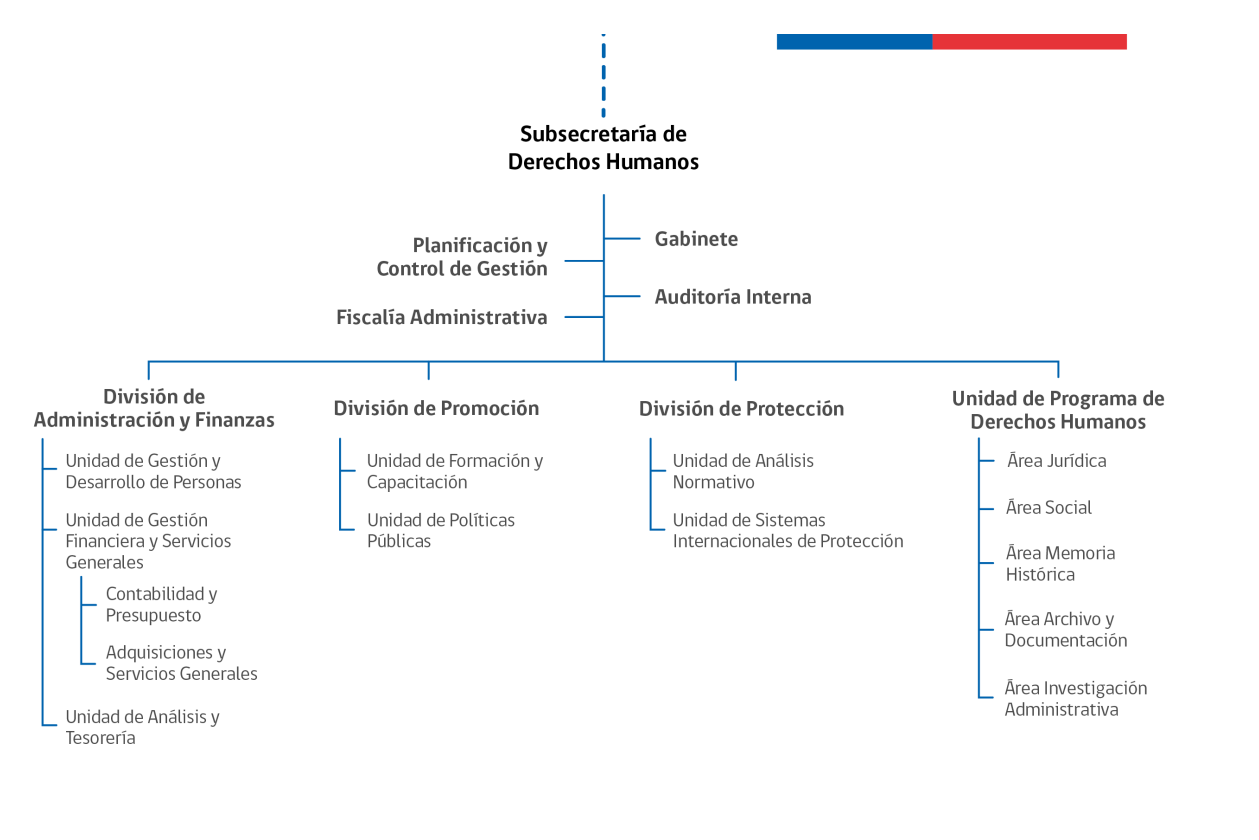 Subsecretaría de
Derechos Humanos
Planificación y
Control de Gestión
Gabinete
Auditoría Interna
Fiscalía Administrativa
División de
Administración y Finanzas
Unidad de Gestión y
Desarrollo de Personas
Unidad de Gestión
Financiera y Servicios
Generales
Contabilidad y
Presupuesto
Adquisiciones y
Servicios Generales
Unidad de Análisis y
Tesorería
División de Promoción
Unidad de Formación y
Capacitación
Unidad de Políticas
Públicas
División de Protección
Unidad de Análisis
Normativo
Unidad de Sistemas
Internacionales de Protección
Unidad de Programa de
Derechos Humanos
Área Jurídica
Área Social
Área Memoria
Histórica
Área Archivo y
Documentación
Área Investigación
Administrativa